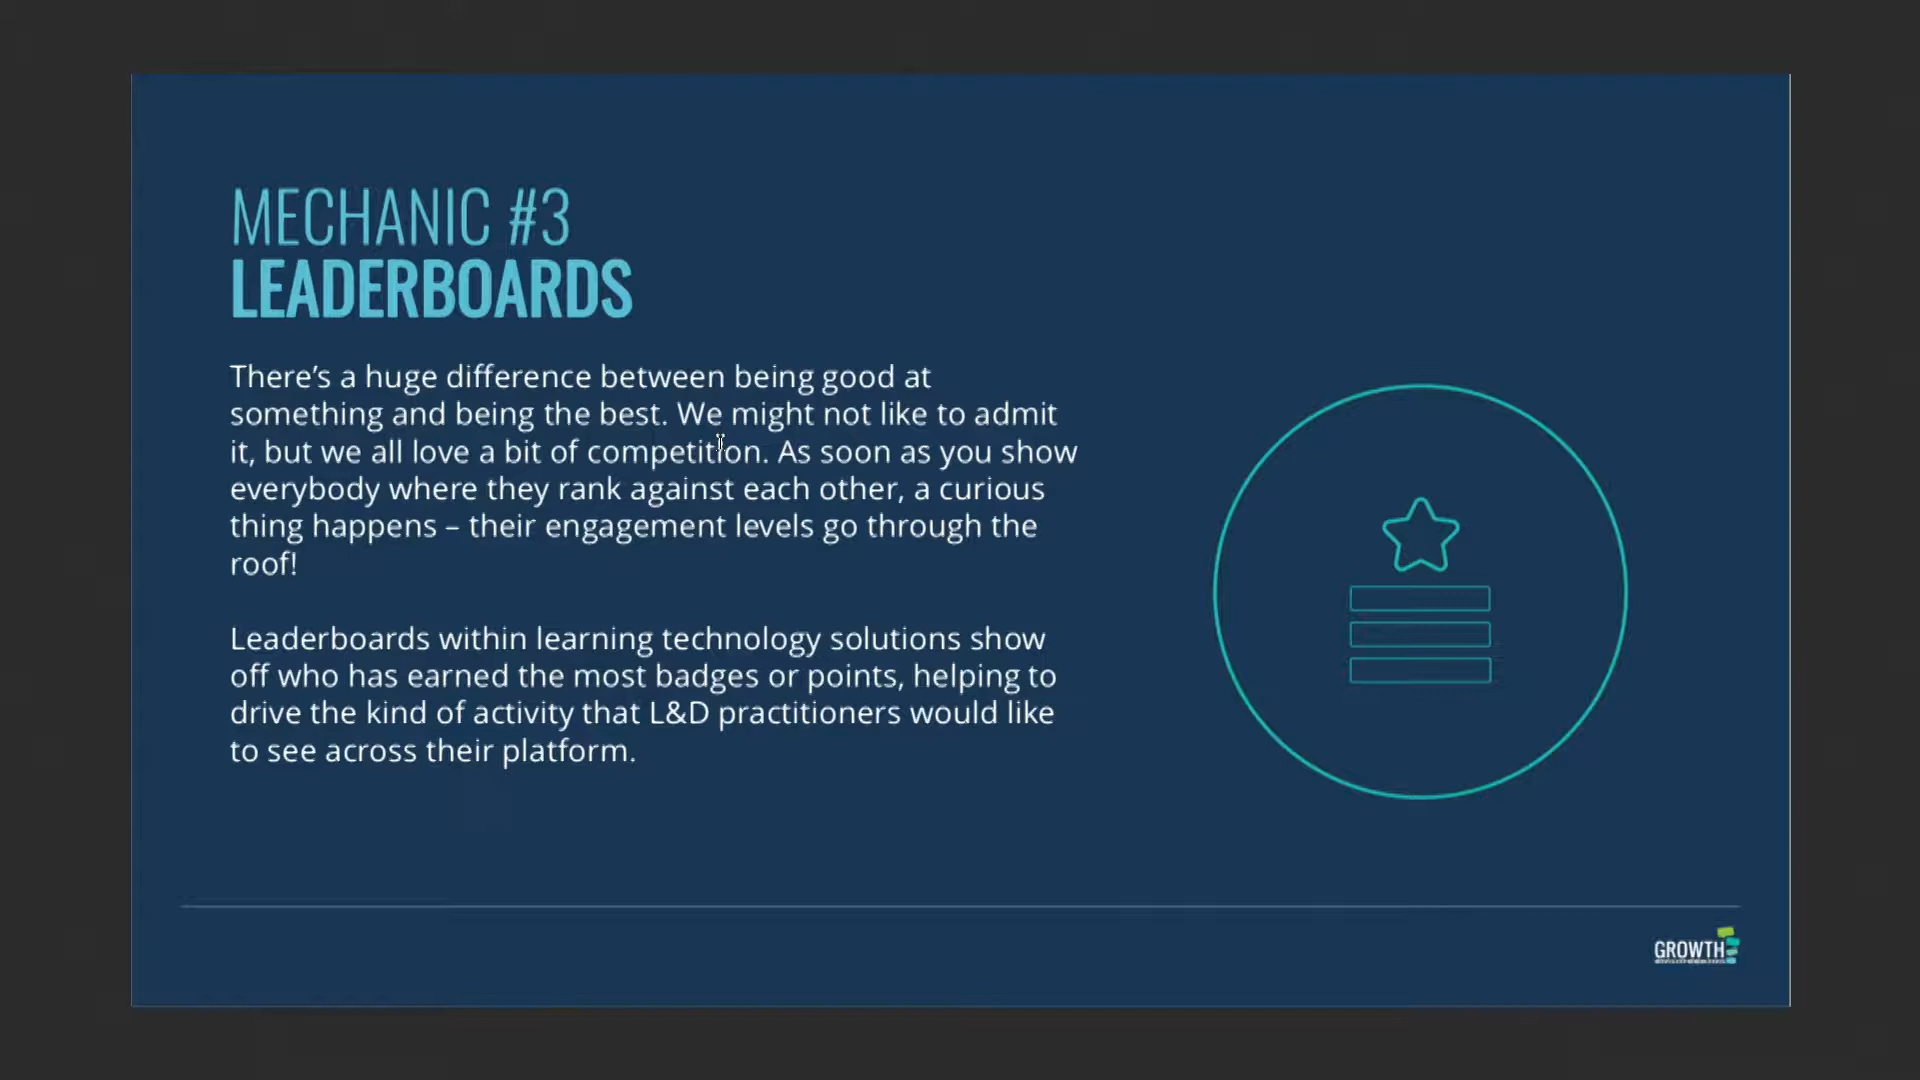 MECHANIC #3
LEADERBOARDS
There’s a huge difference between being good at
something and being the best. We might not like to admit
it, but we all love a bit of competition. As soon as you show
everybody where they rank against each other, a curious
thing happens – their engagement levels go through the
roof!
Leaderboards within learning technology solutions show
off who has earned the most badges or points, helping to
drive the kind of activity that L&D practitioners would like
to see across their platform.
GROWTH